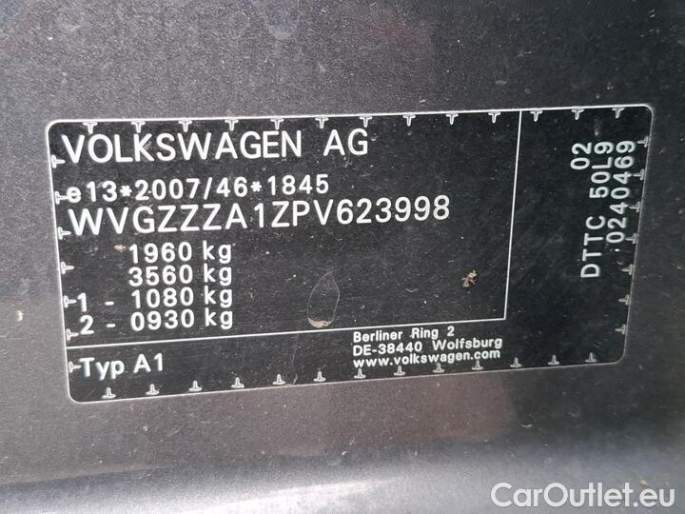 VOLKSWAGEN AG
e13*2007/46*1845
WVGZZZA1ZPV623998
1960 kg
3560 kg
1 - 1080 kg
2 - 0930 kg
Typ A1
Berliner Ring 2
DE-38440 Wolfsburg
www.volkswagen.com
02
DTTC 50L9
0240469
CarOutlet.eu